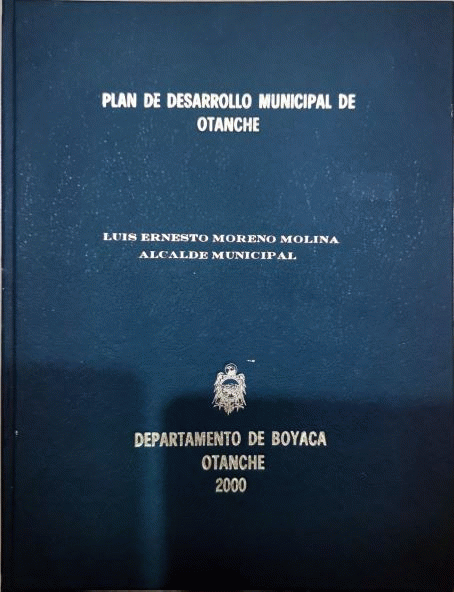 PLAN DE DESARROLLO MUNICIPAL DE
OTANCHE
LUIS ERNESTO MORENO MOLINA
ALCALDE MUNICIPAL
DEPARTAMENTO DE BOYACA
OTANCHE
2000